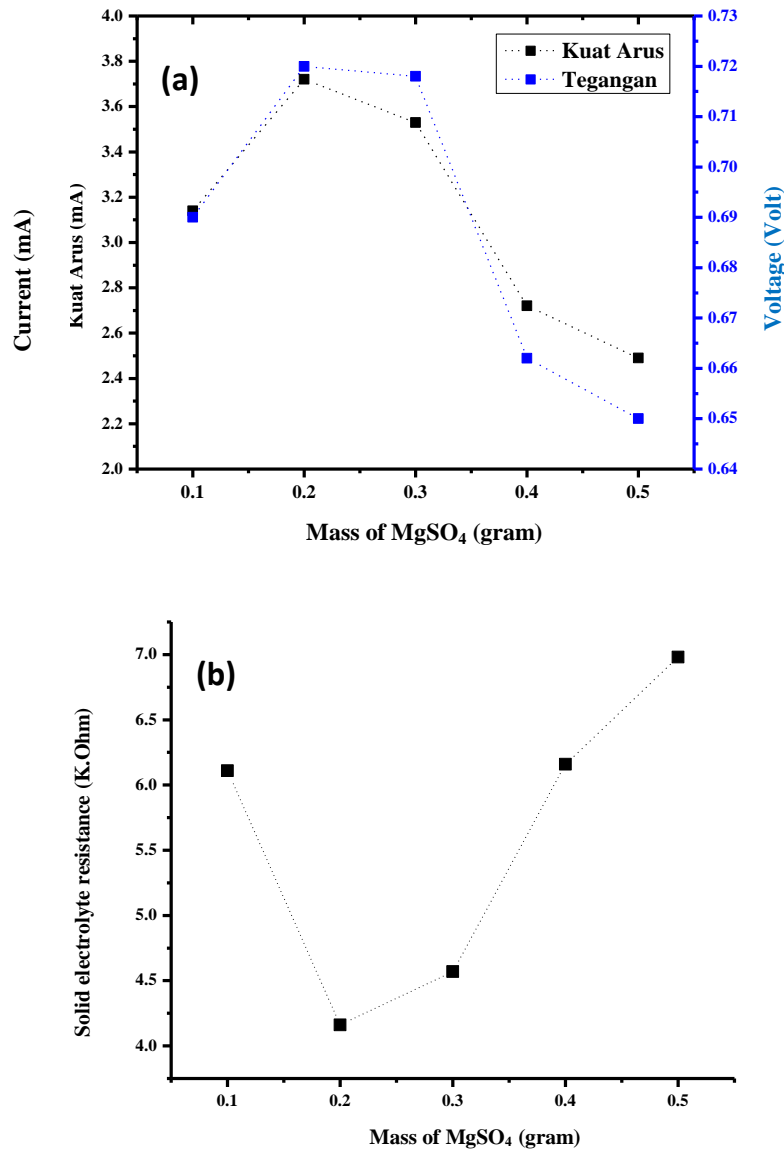 (a)
Kuat Arus
Tegangan
4.0
3.8
3.6
3.4
3.2
3.0
2.8
2.6
2.4
2.2
2.0
Current (mA)
Kuat Arus (mA)
0.73
0.72
0.71
0.70
0.69
0.68
0.67
0.66
0.65
0.64
Voltage (Volt)
0.1 0.2 0.3 0.4 0.5
Mass of MgSO₄ (gram)
(b)
7.0
6.5
6.0
5.5
5.0
4.5
4.0
Solid electrolyte resistance (K.Ohm)
0.1 0.2 0.3 0.4 0.5
Mass of MgSO₄ (gram)